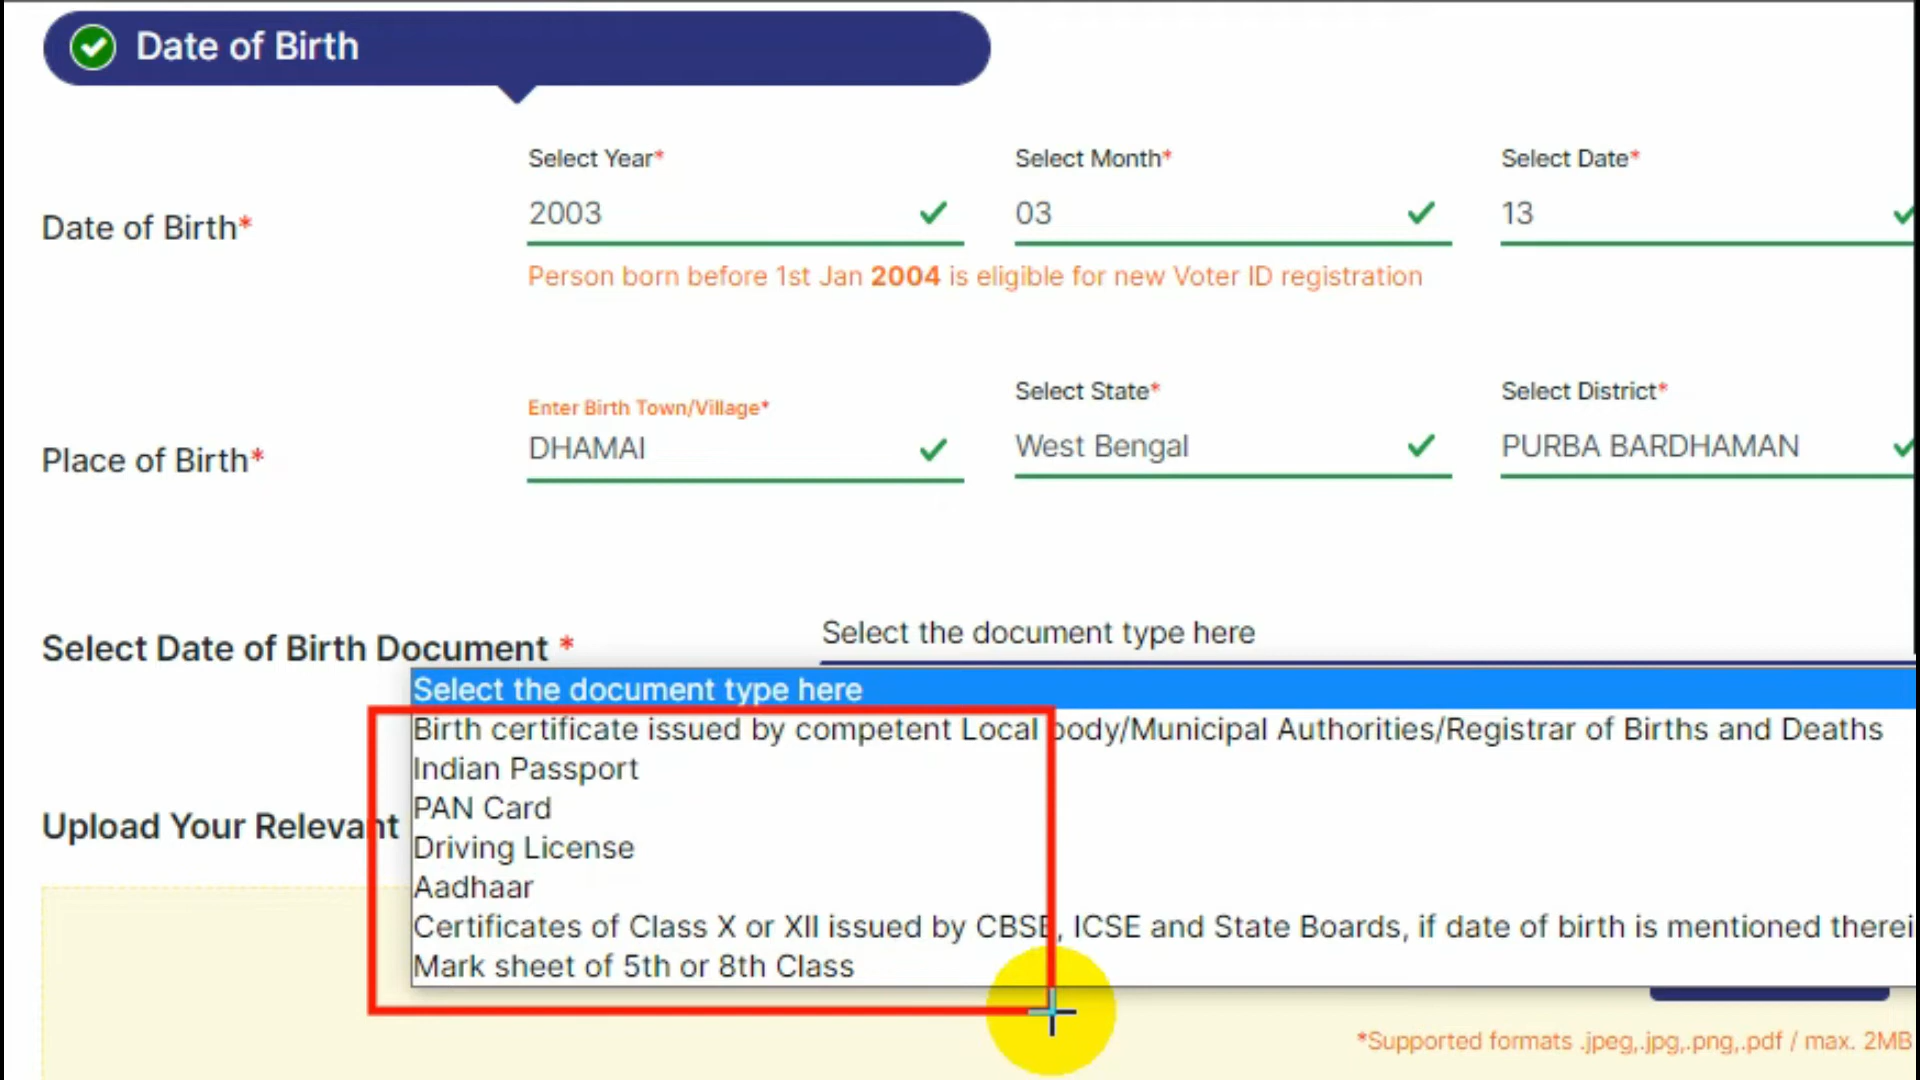 Date of Birth
Select Year*
Select Month*
Select Date*
Date of Birth*
2003
03
13
Person born before 1st Jan 2004 is eligible for new Voter ID registration
Enter Birth Town/Village*
Select State*
Select District*
Place of Birth*
DHAMAI
West Bengal
PURBA BARDHAMAN
Select Date of Birth Document *
Select the document type here
Select the document type here
Birth certificate issued by competent Local body/Municipal Authorities/Registrar of Births and Deaths
Indian Passport
PAN Card
Upload Your Relevant
Driving License
Aadhaar
Certificates of Class X or XII issued by CBSE, ICSE and State Boards, if date of birth is mentioned therei
Mark sheet of 5th or 8th Class
*Supported formats .jpeg,.jpg,.png,.pdf / max. 2MB